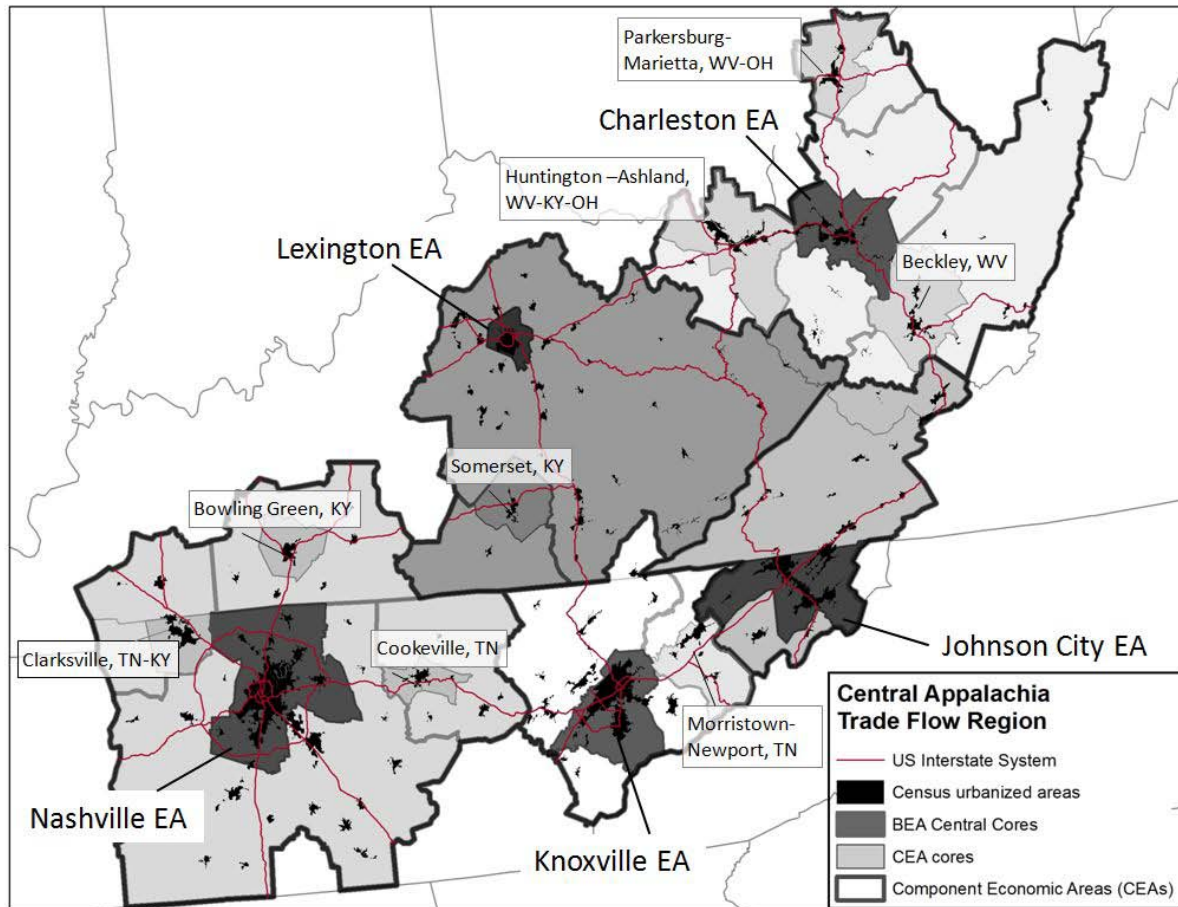 Parkersburg-
Marietta, WV-OH
Charleston EA
Huntington –Ashland,
WV-KY-OH
Lexington EA
Beckley, WV
Somerset, KY
Bowling Green, KY
Clarksville, TN-KY
Cookeville, TN
Johnson City EA
Morristown-
Newport, TN
Nashville EA
Knoxville EA
Central Appalachia
Trade Flow Region
US Interstate System
Census urbanized areas
BEA Central Cores
CEA cores
Component Economic Areas (CEAs)